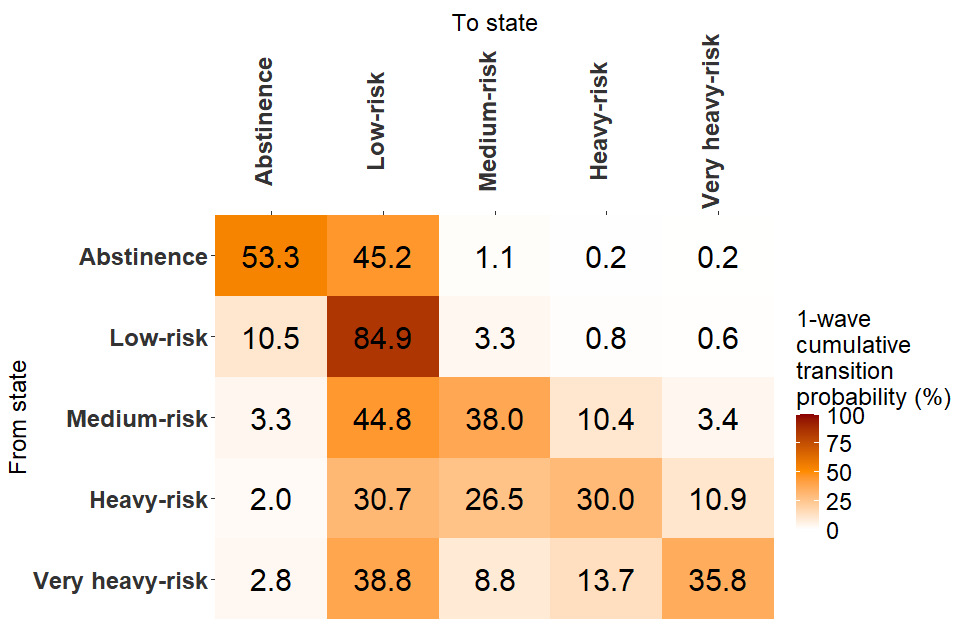 To state
Abstinence
Low-risk
Medium-risk
Heavy-risk
Very heavy-risk
From state
Abstinence 53.3 45.2 1.1 0.2 0.2
Low-risk 10.5 84.9 3.3 0.8 0.6
Medium-risk 3.3 44.8 38.0 10.4 3.4
Heavy-risk 2.0 30.7 26.5 30.0 10.9
Very heavy-risk 2.8 38.8 8.8 13.7 35.8
1-wave
cumulative
transition
probability (%)
100
75
50
25
0